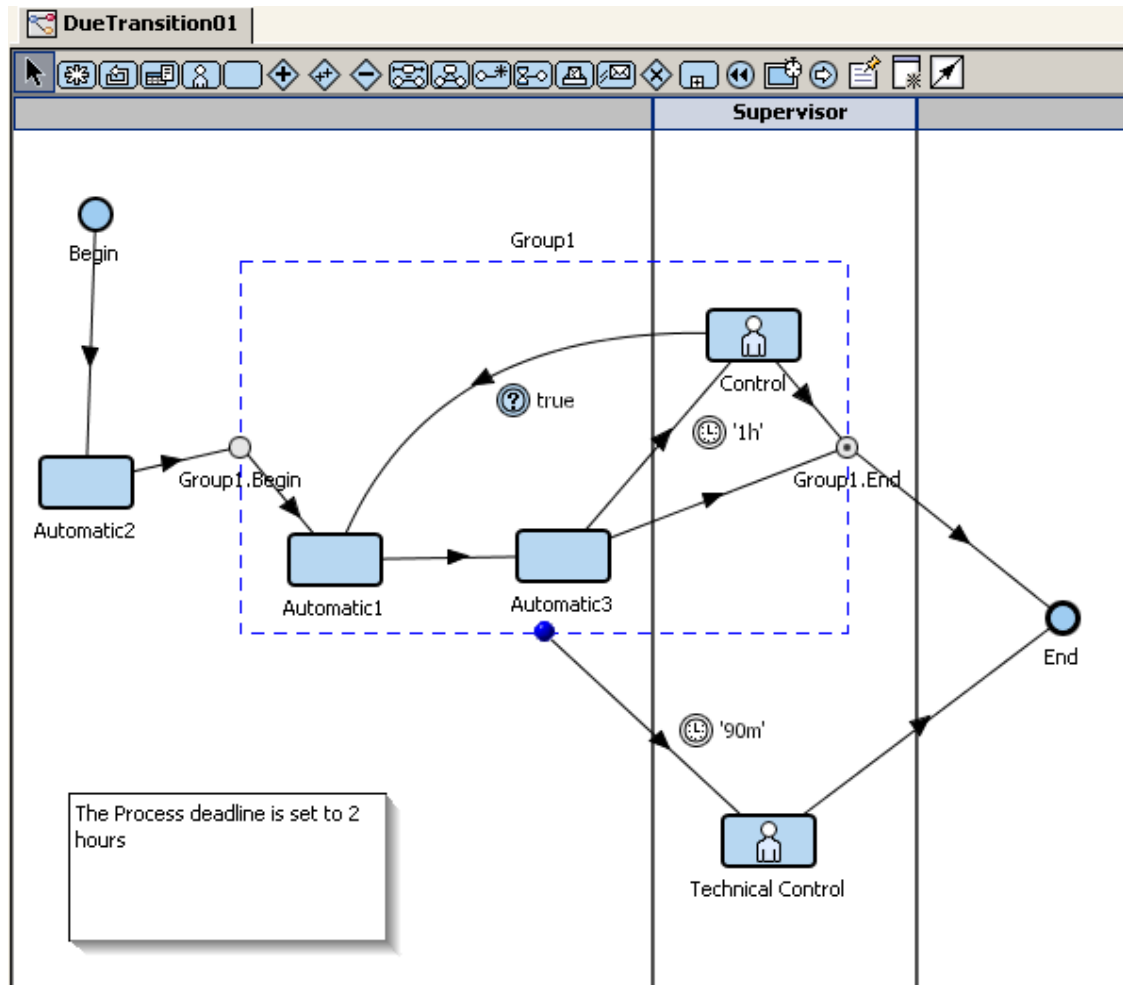 DueTransition01
Supervisor
Begin
Group1
Control
true
'1h'
Group1.Begin
Group1.End
Automatic2
Automatic1
Automatic3
End
'90m'
The Process deadline is set to 2
hours
Technical Control